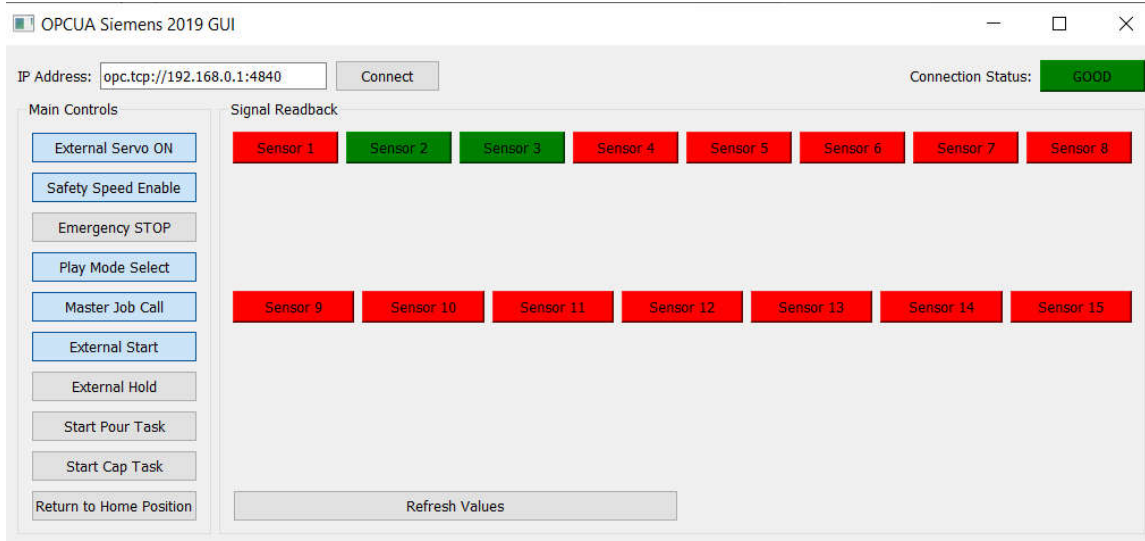 OPCUA Siemens 2019 GUI
IP Address: opc.tcp://192.168.0.1:4840 Connect Connection Status: GOOD
Main Controls
External Servo ON
Safety Speed Enable
Emergency STOP
Play Mode Select
Master Job Call
External Start
External Hold
Start Pour Task
Start Cap Task
Return to Home Position
Signal Readback
Sensor 1 Sensor 2 Sensor 3 Sensor 4 Sensor 5 Sensor 6 Sensor 7 Sensor 8
Sensor 9 Sensor 10 Sensor 11 Sensor 12 Sensor 13 Sensor 14 Sensor 15
Refresh Values